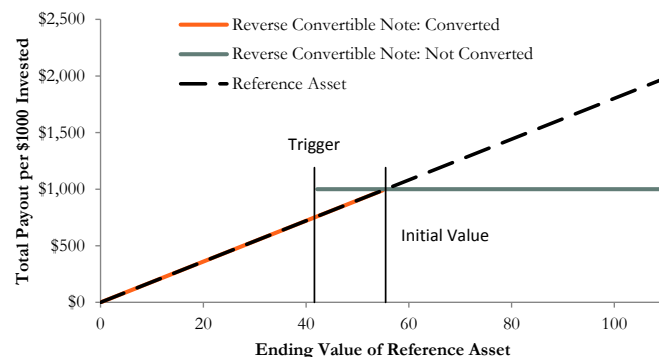 $2,500
$2,000
$1,500
$1,000
$500
$0
Total Payout per $1000 Invested
Reverse Convertible Note: Converted
Reverse Convertible Note: Not Converted
Reference Asset
Trigger
Initial Value
0 20 40 60 80 100
Ending Value of Reference Asset